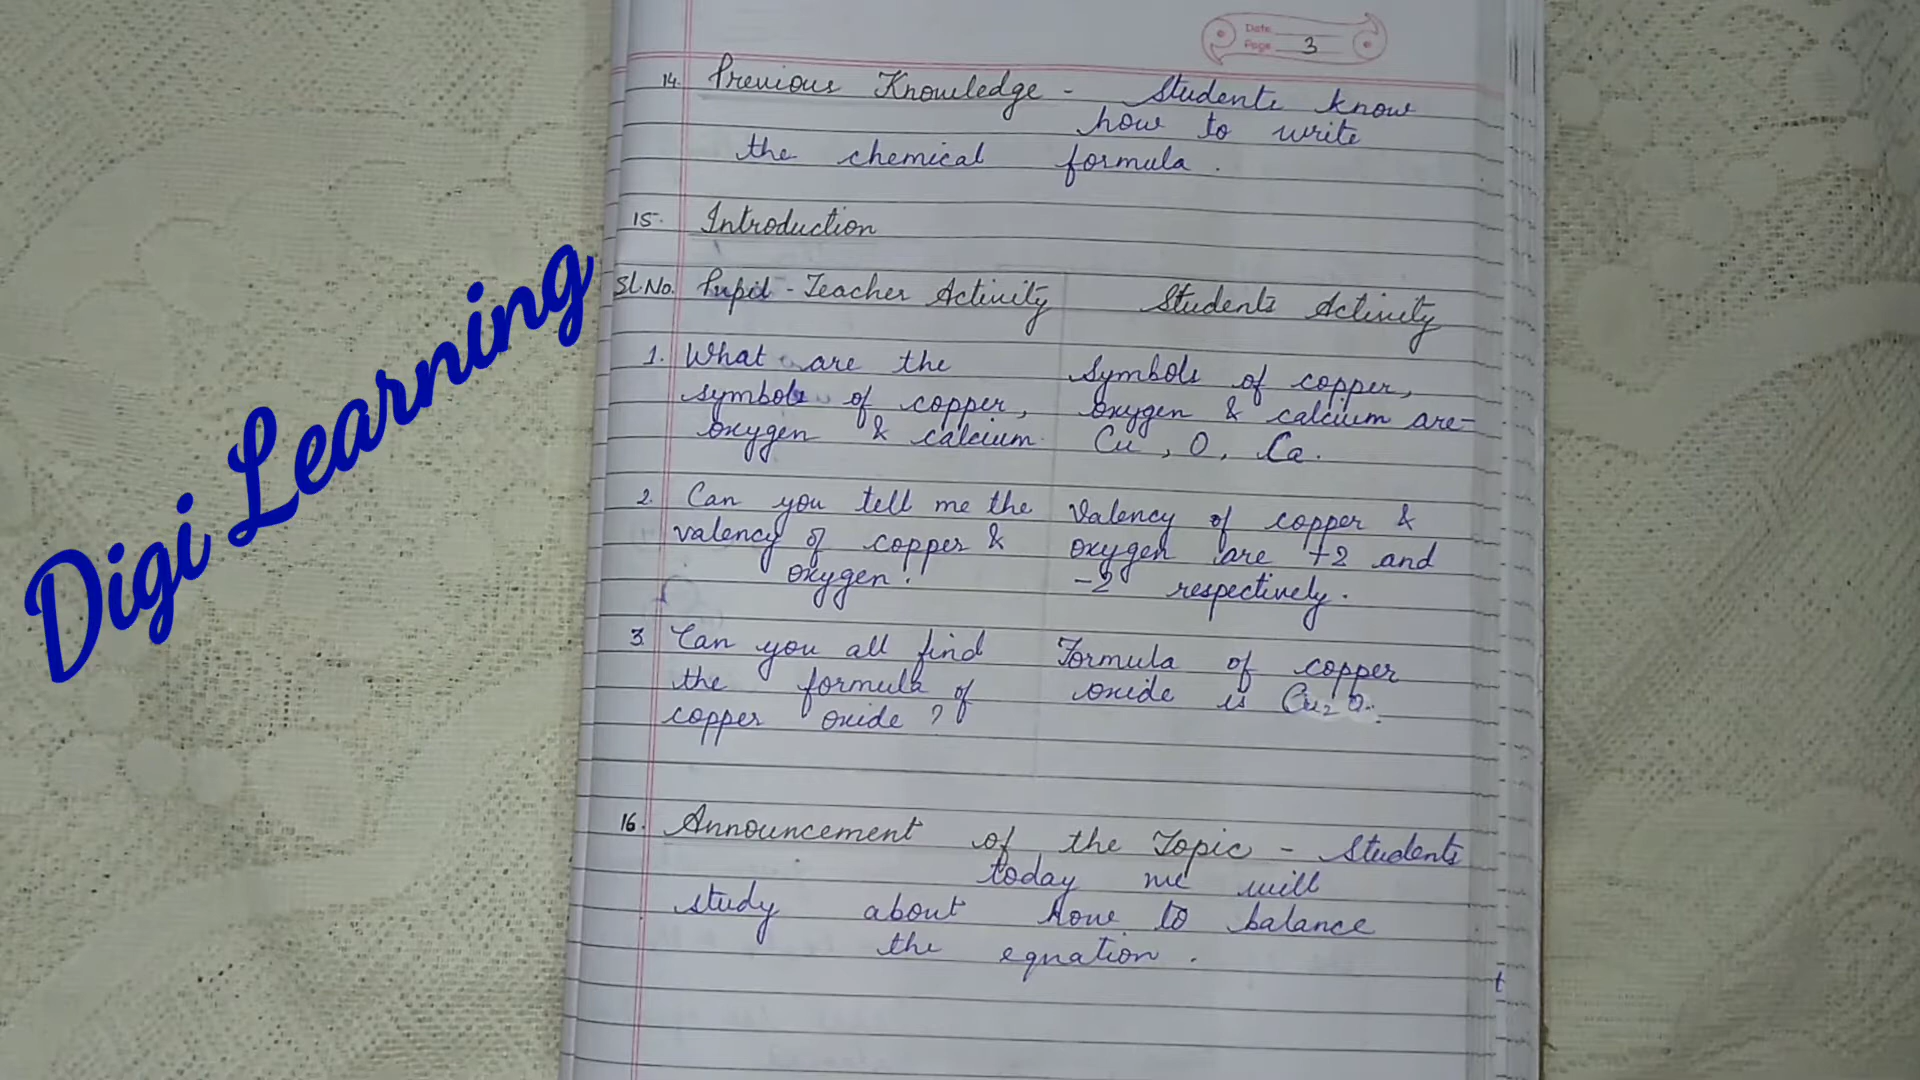 Date
Page 3
14. Previous Knowledge - Students know
how to write
the chemical formula.
15. Introduction
Sl.No. Pupil-Teacher Activity Students Activity
1. What are the
symbols of copper,
oxygen & calcium.
Symbols of copper,
oxygen & calcium are-
Cu, O, Ca.
2. Can you tell me the
valency of copper &
oxygen.
Valency of copper &
oxygen are +2 and
-2 respectively.
3. Can you all find
the formula of
copper oxide?
Formula of copper
oxide is Cu₂O.
16. Announcement of the Topic - Students
today we will
study about how to balance
the equation.
Digi Learning